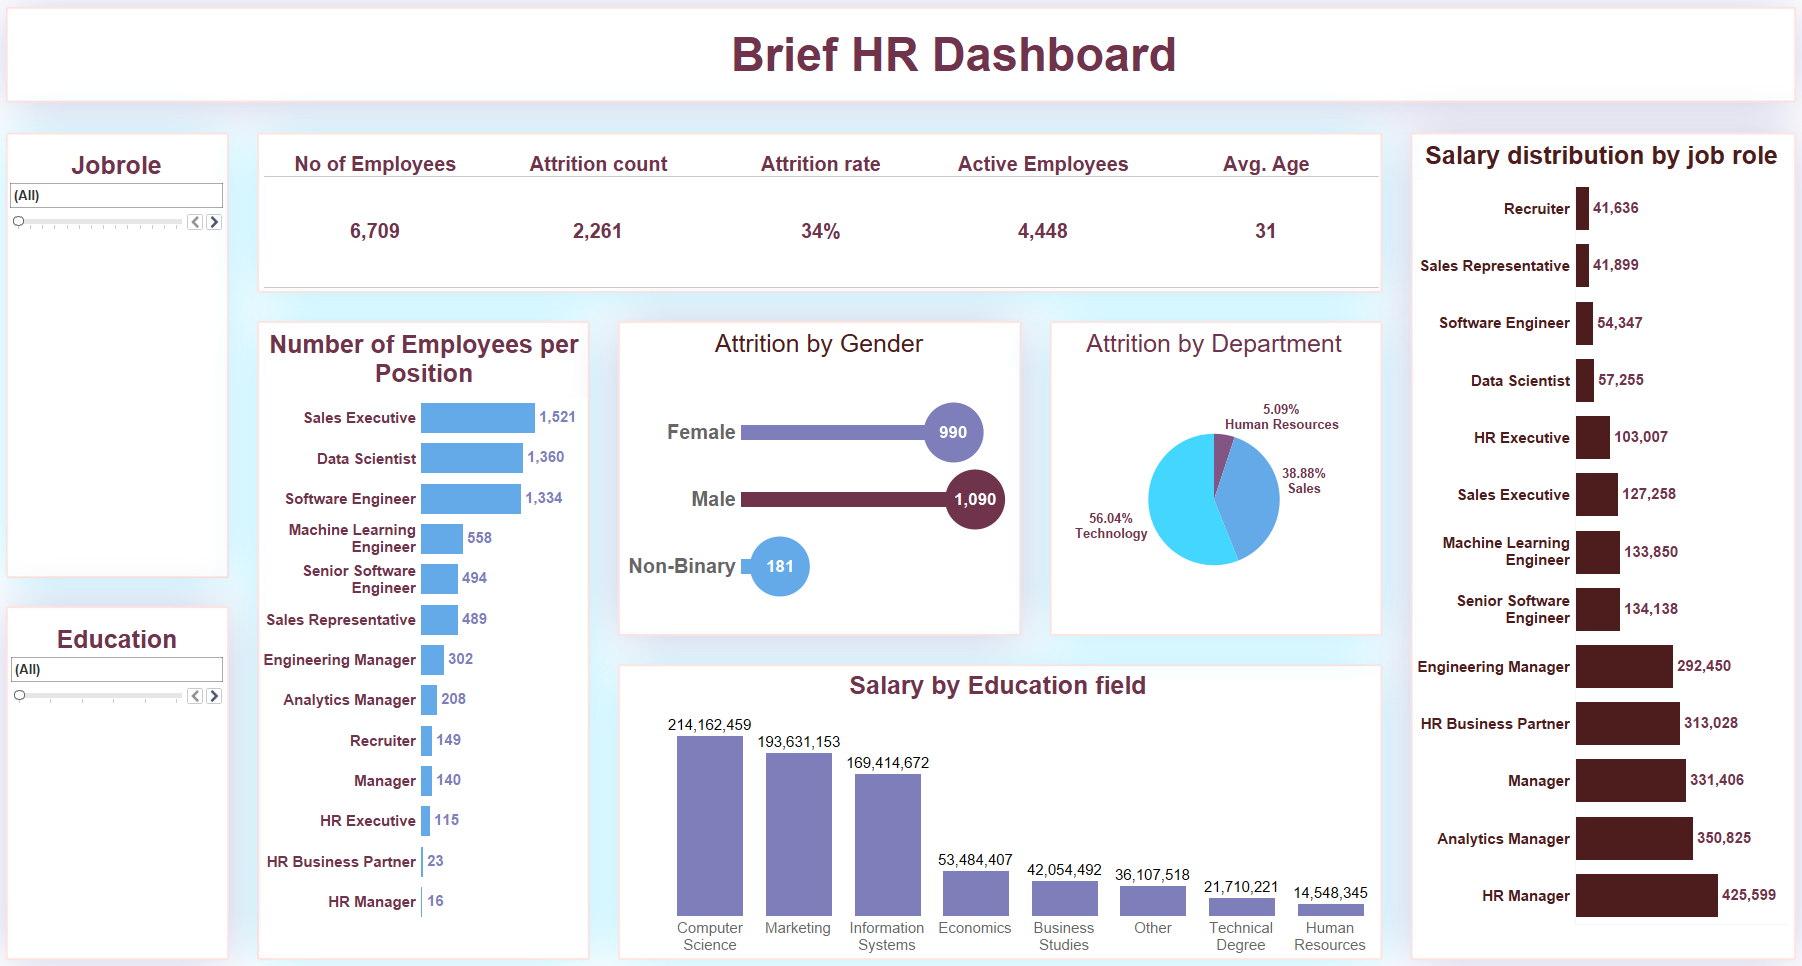 Brief HR Dashboard
Jobrole
(All)
Education
(All)
No of Employees
Attrition count
Attrition rate
Active Employees
Avg. Age
6,709
2,261
34%
4,448
31
Number of Employees per
Position
Sales Executive 1,521
Data Scientist 1,360
Software Engineer 1,334
Machine Learning
Engineer 558
Senior Software
Engineer 494
Sales Representative 489
Engineering Manager 302
Analytics Manager 208
Recruiter 149
Manager 140
HR Executive 115
HR Business Partner 23
HR Manager 16
Attrition by Gender
Female 990
Male 1,090
Non-Binary 181
Attrition by Department
5.09%
Human Resources
38.88%
Sales
56.04%
Technology
Salary by Education field
214,162,459
193,631,153
169,414,672
53,484,407
42,054,492
36,107,518
21,710,221
14,548,345
Computer
Science
Marketing
Information
Systems
Economics
Business
Studies
Other
Technical
Degree
Human
Resources
Salary distribution by job role
Recruiter 41,636
Sales Representative 41,899
Software Engineer 54,347
Data Scientist 57,255
HR Executive 103,007
Sales Executive 127,258
Machine Learning
Engineer 133,850
Senior Software
Engineer 134,138
Engineering Manager 292,450
HR Business Partner 313,028
Manager 331,406
Analytics Manager 350,825
HR Manager 425,599